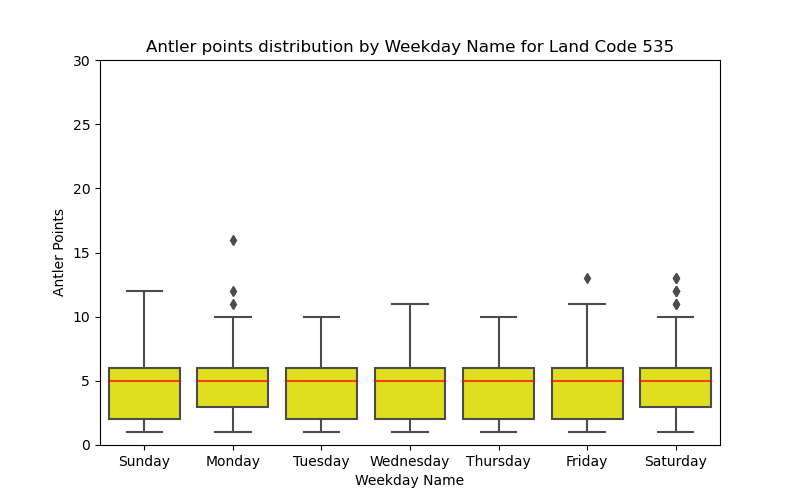 Antler points distribution by Weekday Name for Land Code 535
30
25
20
15
10
5
0
Antler Points
Sunday Monday Tuesday Wednesday Thursday Friday Saturday
Weekday Name